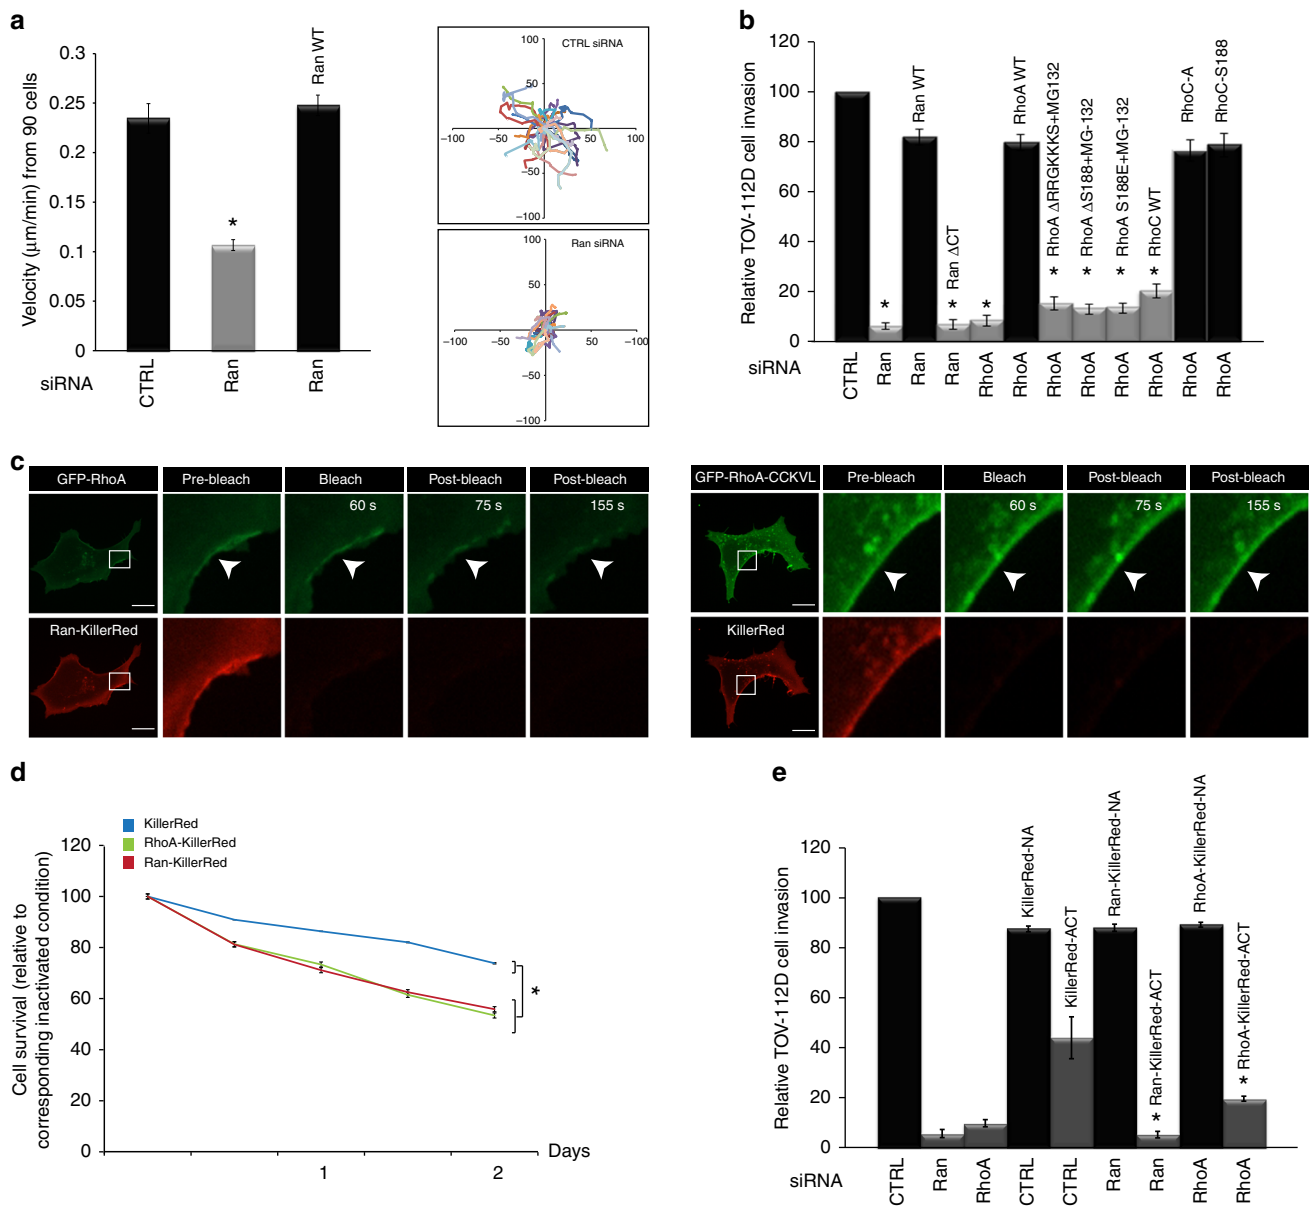 a
Velocity (μm/min) from 90 cells
0.3
0.25
0.2
0.15
0.1
0.05
0
*
Ran WT
siRNA
CTRL
Ran
Ran
CTRL siRNA
100
50
−100
−50
50
100
−50
−100
Ran siRNA
100
50
−100
−50
50
−100
−50
−100
b
Relative TOV-112D cell invasion
120
100
80
60
40
20
0
*
Ran WT
* Ran ΔCT
*
RhoA WT
* RhoA ΔRRGKKKS+MG132
* RhoA ΔS188+MG-132
* RhoA S188E+MG-132
* RhoC WT
RhoC-A
RhoC-S188
siRNA
CTRL
Ran
Ran
Ran
RhoA
RhoA
RhoA
RhoA
RhoA
RhoA
RhoA
RhoA
c
GFP-RhoA
Pre-bleach
Bleach
Post-bleach
Post-bleach
60 s
75 s
155 s
Ran-KillerRed
GFP-RhoA-CCKVL
Pre-bleach
Bleach
Post-bleach
Post-bleach
60 s
75 s
155 s
KillerRed
d
KillerRed
RhoA-KillerRed
Ran-KillerRed
Cell survival (relative to
corresponding inactivated condition)
120
100
80
60
40
20
0
*
1
2
Days
e
Relative TOV-112D cell invasion
120
100
80
60
40
20
0
KillerRed-NA
KillerRed-ACT
Ran-KillerRed-NA
* Ran-KillerRed-ACT
RhoA-KillerRed-NA
* RhoA-KillerRed-ACT
siRNA
CTRL
Ran
RhoA
CTRL
CTRL
Ran
Ran
RhoA
RhoA